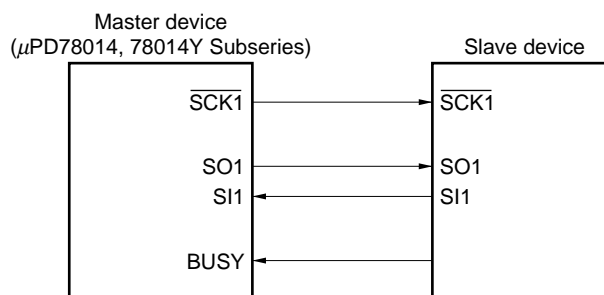 Master device
(µPD78014, 78014Y Subseries)
Slave device
SCK1
SCK1
SO1
SO1
SI1
SI1
BUSY